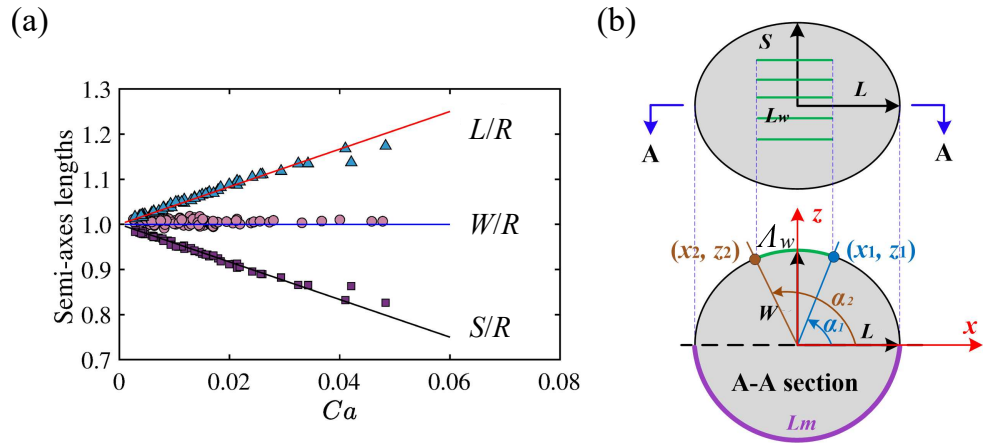 (a)
Semi-axes lengths
1.3
1.2
1.1
1.0
0.9
0.8
0.7
L/R
W/R
S/R
0
0.02
0.04
0.06
0.08
Ca
(b)
S
L
Lw
A
A
z
(x2, z2)
Λw
(x1, z1)
W
α2
α1
L
x
A-A section
Lm